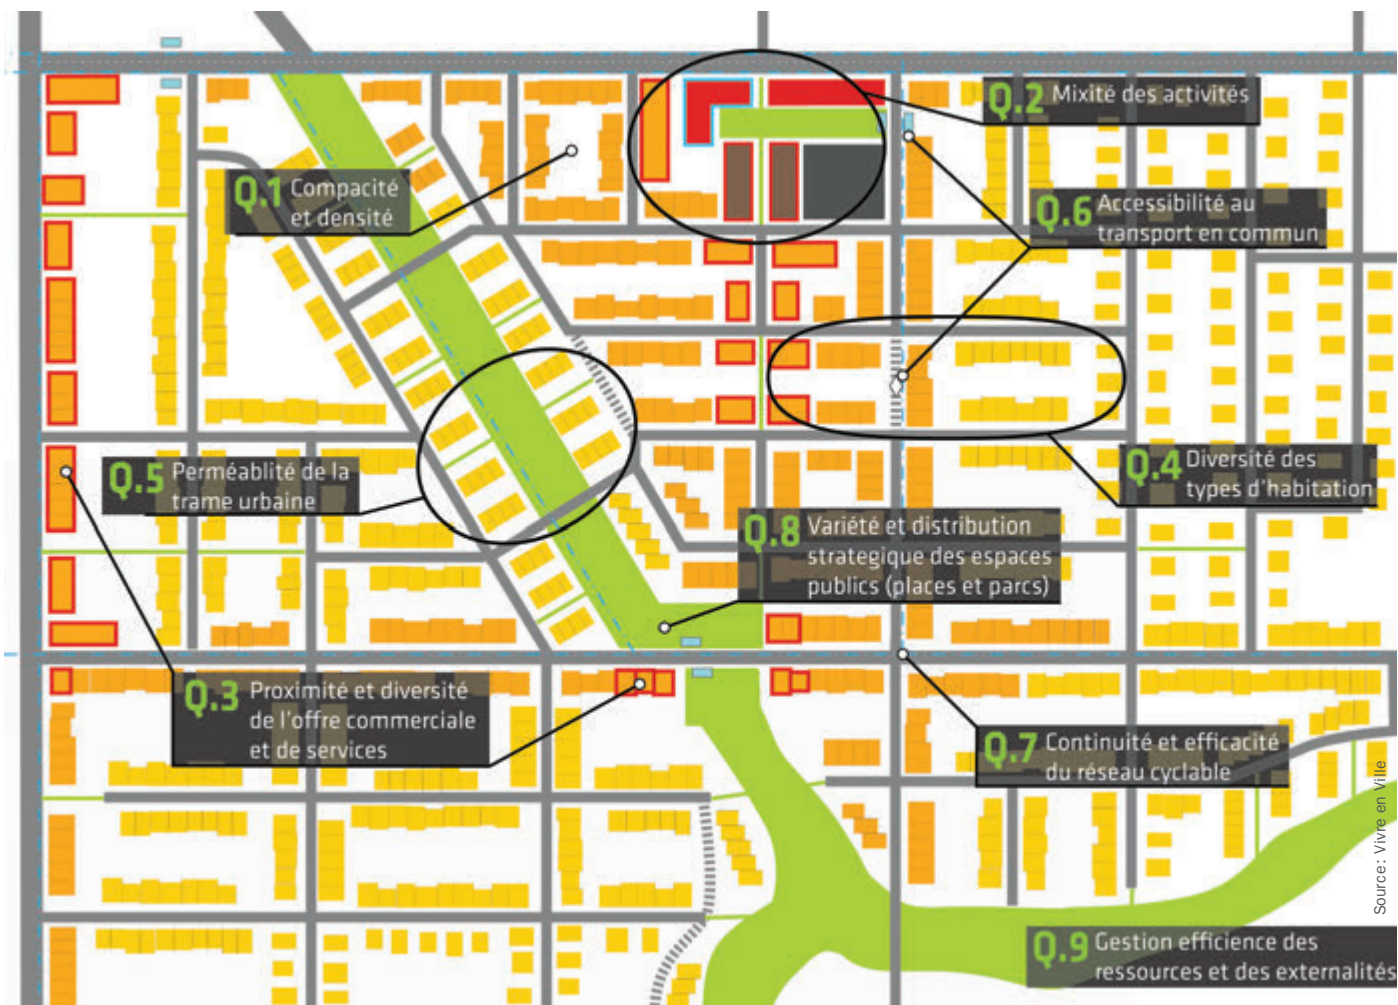 Q.2 Mixité des activités
Q.1 Compacité
et densité
Q.6 Accessibilité au
transport en commun
Q.5 Perméablité de la
trame urbaine
Q.4 Diversité des
types d'habitation
Q.8 Variété et distribution
strategique des espaces
publics (places et parcs)
Q.3 Proximité et diversité
de l'offre commerciale
et de services
Q.7 Continuité et efficacité
du réseau cyclable
Q.9 Gestion efficience des
ressources et des externalités
Source: Vivre en Ville